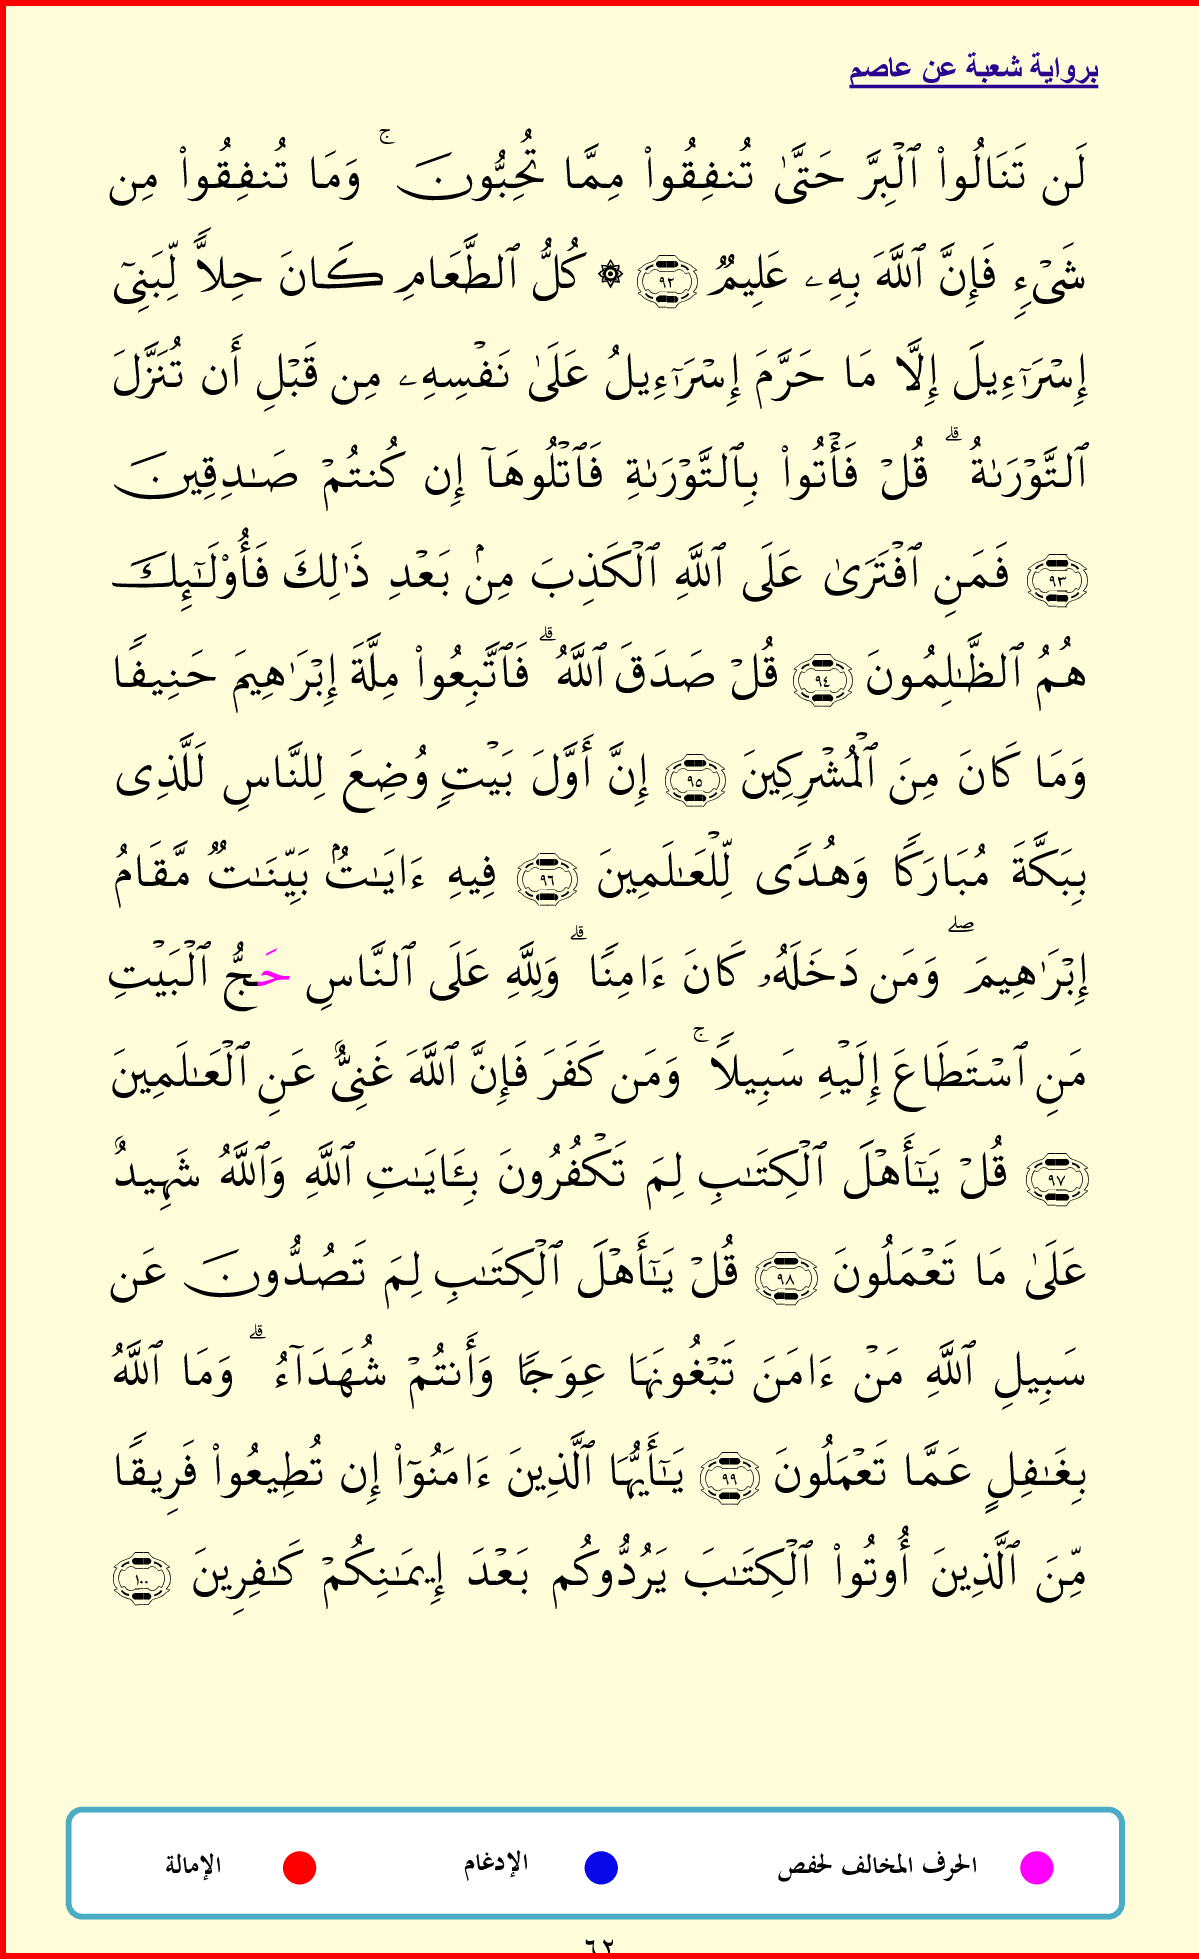 برواية شعبة عن عاصم
لَن تَنَالُوا۟ ٱلْبِرَّ حَتَّىٰ تُنفِقُوا۟ مِمَّا تُحِبُّونَ ۚ وَمَا تُنفِقُوا۟ مِن
شَىْءٍ فَإِنَّ ٱللَّهَ بِهِۦ عَلِيمٌ ٩٢ ۞ كُلُّ ٱلطَّعَامِ كَانَ حِلًّا لِّبَنِىٓ
إِسْرَٰٓءِيلَ إِلَّا مَا حَرَّمَ إِسْرَٰٓءِيلُ عَلَىٰ نَفْسِهِۦ مِن قَبْلِ أَن تُنَزَّلَ
ٱلتَّوْرَىٰةُ ۗ قُلْ فَأْتُوا۟ بِٱلتَّوْرَىٰةِ فَٱتْلُوهَآ إِن كُنتُمْ صَـٰدِقِينَ
٩٣ فَمَنِ ٱفْتَرَىٰ عَلَى ٱللَّهِ ٱلْكَذِبَ مِنۢ بَعْدِ ذَٰلِكَ فَأُو۟لَـٰٓئِكَ
هُمُ ٱلظَّـٰلِمُونَ ٩٤ قُلْ صَدَقَ ٱللَّهُ ۗ فَٱتَّبِعُوا۟ مِلَّةَ إِبْرَٰهِيمَ حَنِيفًا
وَمَا كَانَ مِنَ ٱلْمُشْرِكِينَ ٩٥ إِنَّ أَوَّلَ بَيْتٍ وُضِعَ لِلنَّاسِ لَلَّذِى
بِبَكَّةَ مُبَارَكًا وَهُدًى لِّلْعَـٰلَمِينَ ٩٦ فِيهِ ءَايَـٰتٌۢ بَيِّنَـٰتٌ مَّقَامُ
إِبْرَٰهِيمَ ۖ وَمَن دَخَلَهُۥ كَانَ ءَامِنًا ۗ وَلِلَّهِ عَلَى ٱلنَّاسِ حَجُّ ٱلْبَيْتِ
مَنِ ٱسْتَطَاعَ إِلَيْهِ سَبِيلًا ۚ وَمَن كَفَرَ فَإِنَّ ٱللَّهَ غَنِىٌّ عَنِ ٱلْعَـٰلَمِينَ
٩٧ قُلْ يَـٰٓأَهْلَ ٱلْكِتَـٰبِ لِمَ تَكْفُرُونَ بِـَٔايَـٰتِ ٱللَّهِ وَٱللَّهُ شَهِيدٌ
عَلَىٰ مَا تَعْمَلُونَ ٩٨ قُلْ يَـٰٓأَهْلَ ٱلْكِتَـٰبِ لِمَ تَصُدُّونَ عَن
سَبِيلِ ٱللَّهِ مَنْ ءَامَنَ تَبْغُونَهَا عِوَجًا وَأَنتُمْ شُهَدَآءُ ۗ وَمَا ٱللَّهُ
بِغَـٰفِلٍ عَمَّا تَعْمَلُونَ ٩٩ يَـٰٓأَيُّهَا ٱلَّذِينَ ءَامَنُوٓا۟ إِن تُطِيعُوا۟ فَرِيقًا
مِّنَ ٱلَّذِينَ أُوتُوا۟ ٱلْكِتَـٰبَ يَرُدُّوكُم بَعْدَ إِيمَـٰنِكُمْ كَـٰفِرِينَ ١٠٠
الحرف المخالف لحفص الإدغام الإمالة
٦٢